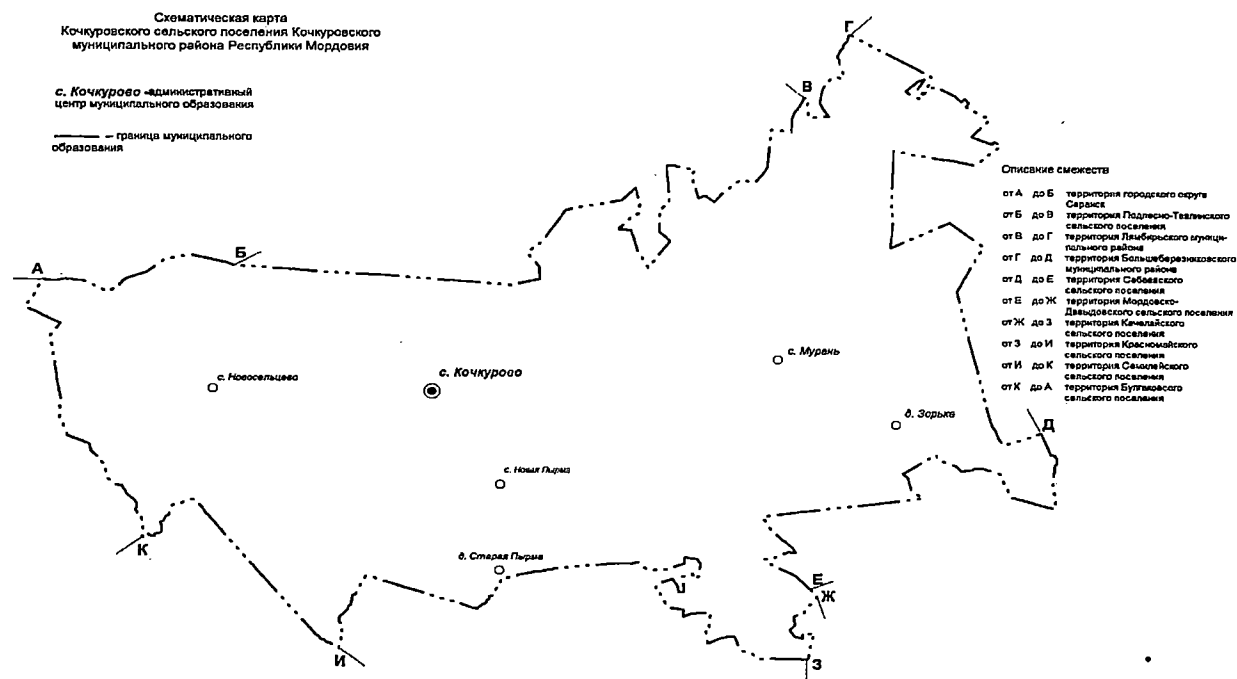 Схематическая карта
Кочкуровского сельского поселения Кочкуровского
муниципального района Республики Мордовия
с. Кочкурово -административный
центр муниципального образования
– граница муниципального
образования
Г
В
Б
А
Описание смежеств
от А до Б территория городского округа
Саранск
от Б до В территория Подлесно-Тавлинского
сельского поселения
от В до Г территория Лямбирьского муници-
пального района
от Г до Д территория Большеберезниковского
муниципального района
от Д до Е территория Сабаевского
сельского поселения
от Е до Ж территория Мордовско-
Давыдовского сельского поселения
от Ж до З территория Качелайского
сельского поселения
от З до И территория Красномайского
сельского поселения
от И до К территория Семилейского
сельского поселения
от К до А территория Булгаковского
сельского поселения
с. Мурань
с. Новосельцево
с. Кочкурово
д. Зорька
Д
с. Новая Пырма
К
д. Старая Пырма
Е
Ж
И
З